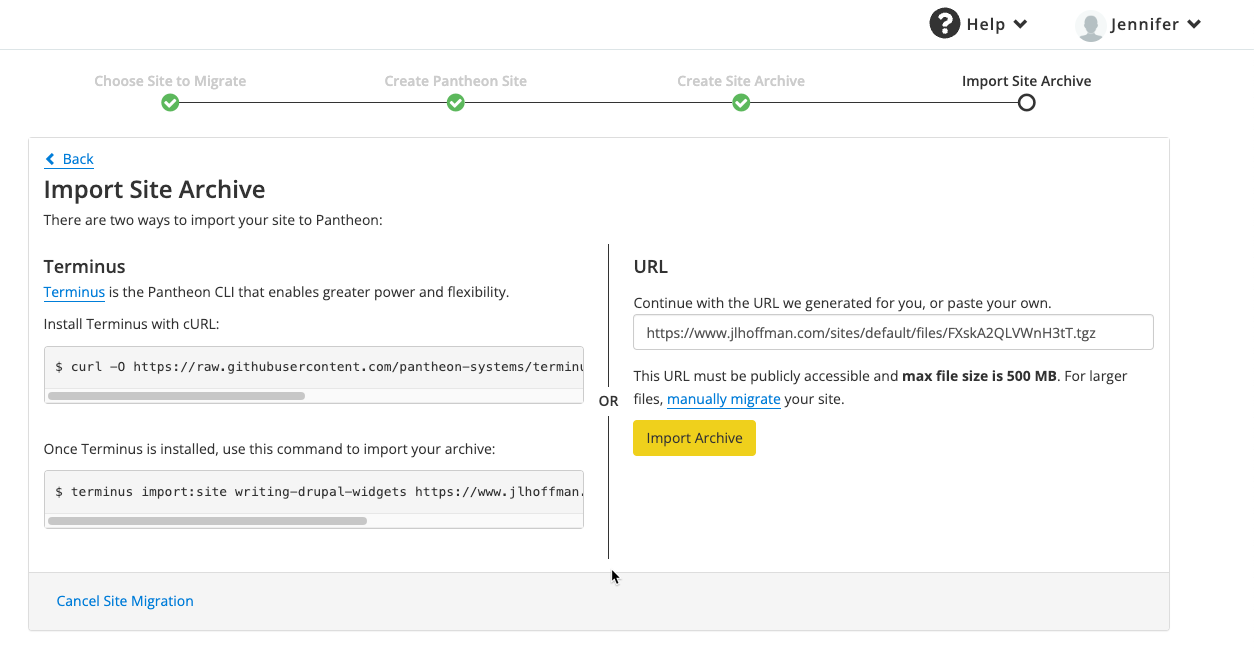 Help
Jennifer
Choose Site to Migrate
Create Pantheon Site
Create Site Archive
Import Site Archive
Back
Import Site Archive
There are two ways to import your site to Pantheon:
Terminus
Terminus is the Pantheon CLI that enables greater power and flexibility.
Install Terminus with cURL:
$ curl -O https://raw.githubusercontent.com/pantheon-systems/terminu
Once Terminus is installed, use this command to import your archive:
$ terminus import:site writing-drupal-widgets https://www.jlhoffman.
OR
URL
Continue with the URL we generated for you, or paste your own.
https://www.jlhoffman.com/sites/default/files/FXskA2QLVWnH3tT.tgz
This URL must be publicly accessible and max file size is 500 MB. For larger
files, manually migrate your site.
Import Archive
Cancel Site Migration